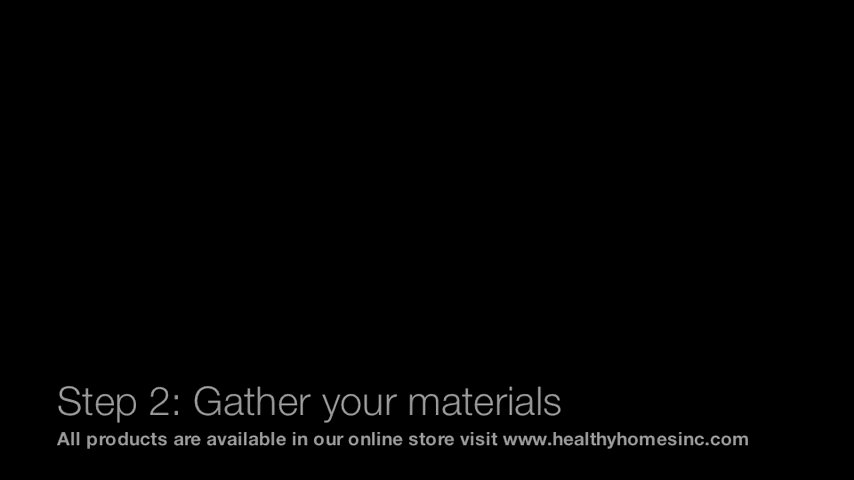 Step 2: Gather your materials
All products are available in our online store visit www.healthyhomesinc.com